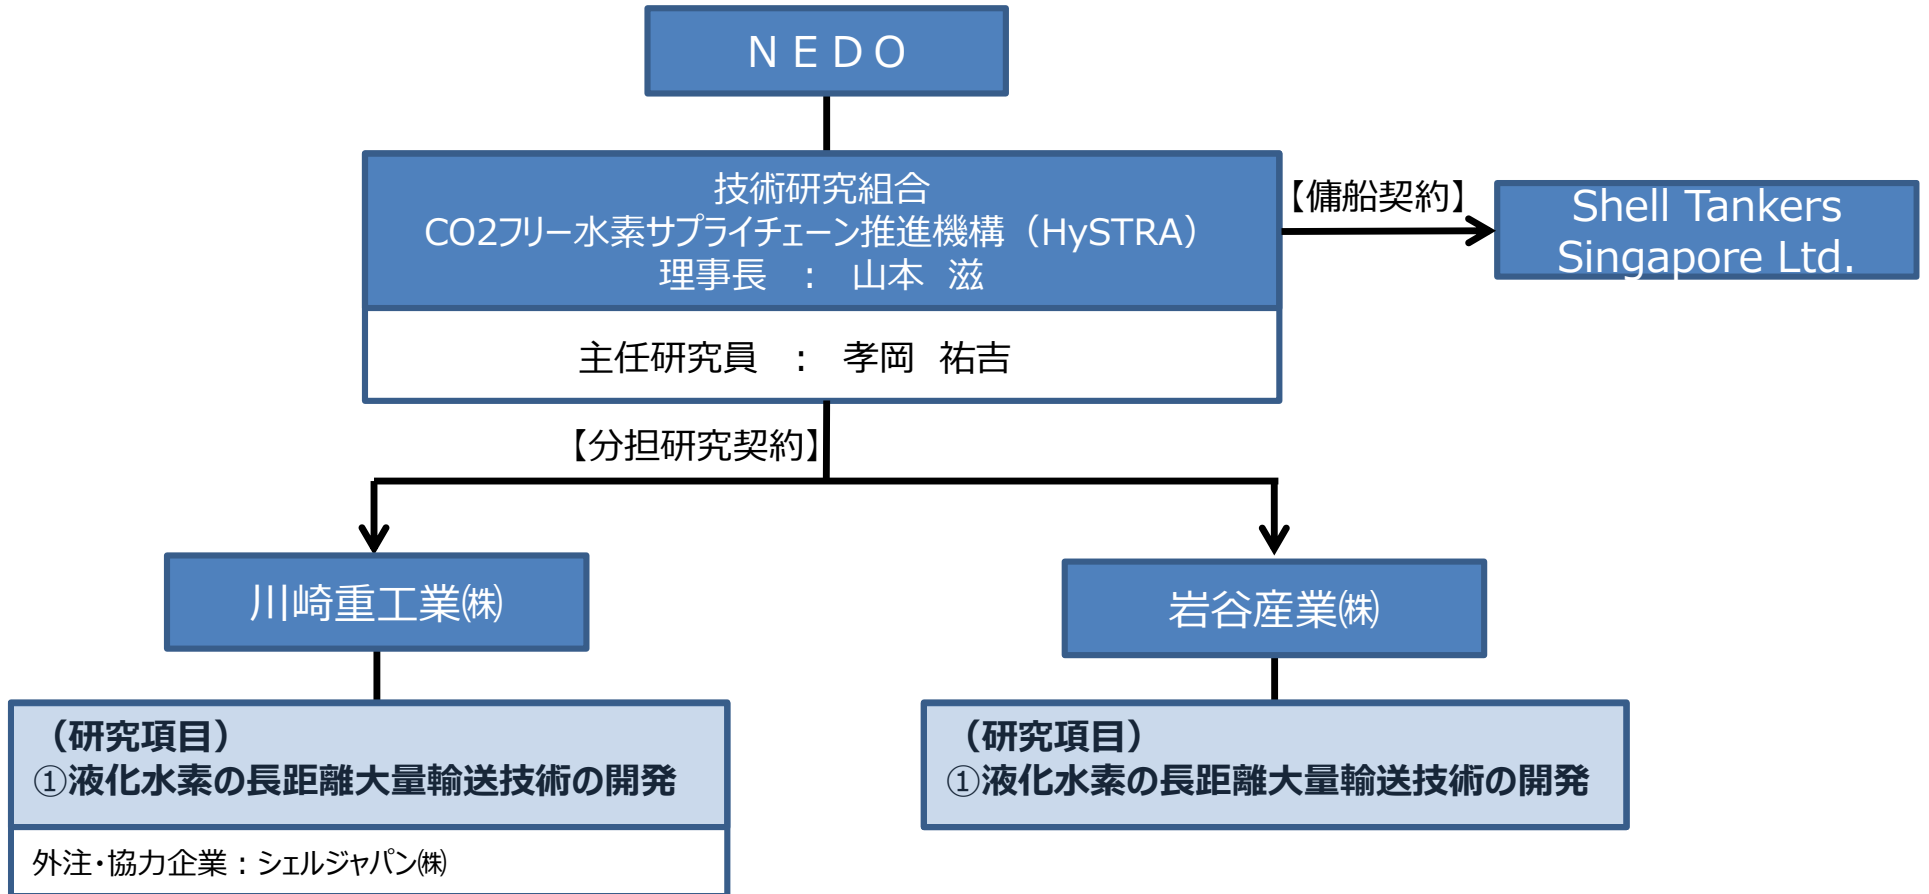 N E D O
技術研究組合
CO2フリー水素サプライチェーン推進機構（HySTRA）
理事長　：　山本　滋
【傭船契約】
Shell Tankers
Singapore Ltd.
主任研究員　：　孝岡　祐吉
【分担研究契約】
川崎重工業㈱
岩谷産業㈱
（研究項目）
①液化水素の長距離大量輸送技術の開発
外注・協力企業：シェルジャパン㈱
（研究項目）
①液化水素の長距離大量輸送技術の開発